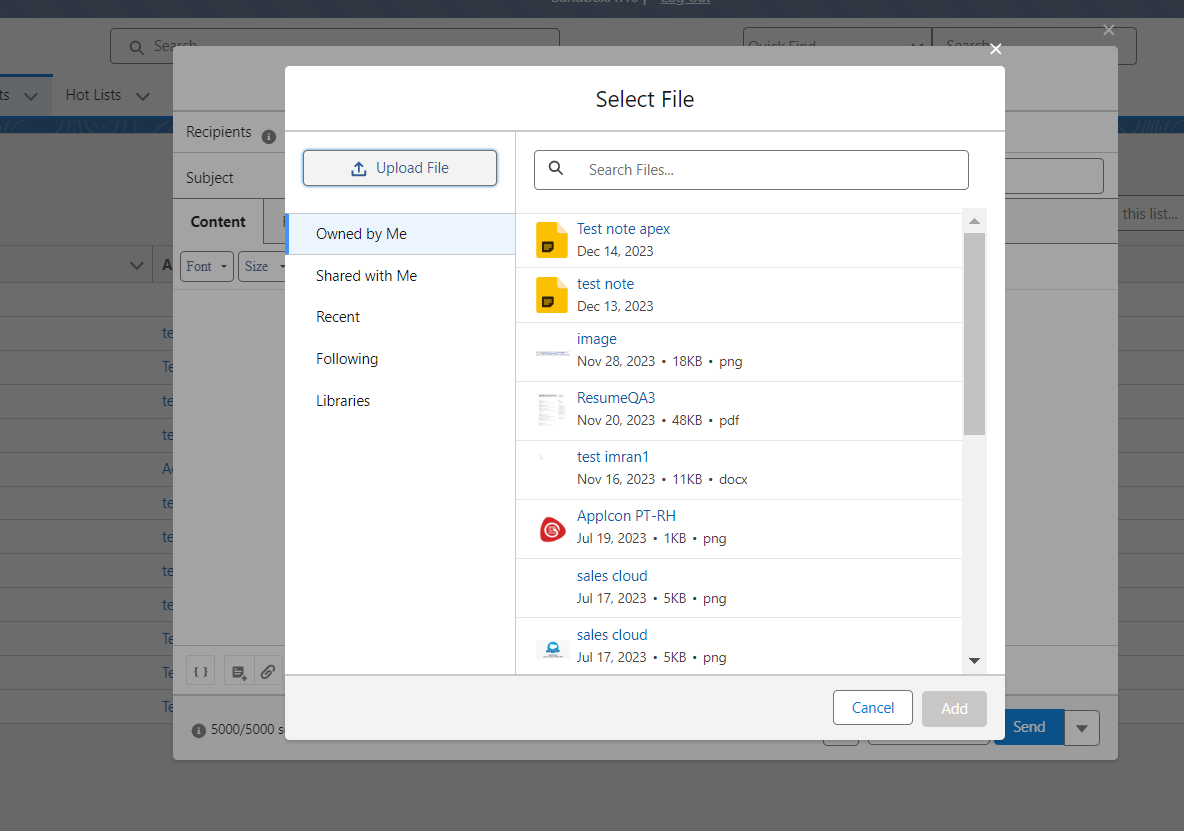 Log out
Search...
Quick Find
Search...
ts
Hot Lists
Select File
Recipients
Upload File
Search Files...
Subject
this list...
Content
Owned by Me
Shared with Me
Recent
Following
Libraries
A
Font
Size
Test note apex
Dec 14, 2023
test note
Dec 13, 2023
image
Nov 28, 2023 • 18KB • png
ResumeQA3
Nov 20, 2023 • 48KB • pdf
test imran1
Nov 16, 2023 • 11KB • docx
AppIcon PT-RH
Jul 19, 2023 • 1KB • png
sales cloud
Jul 17, 2023 • 5KB • png
sales cloud
Jul 17, 2023 • 5KB • png
te
Te
te
te
Ac
te
te
te
te
Te
Te
Te
{ }
Cancel
Add
5000/5000 s
Send